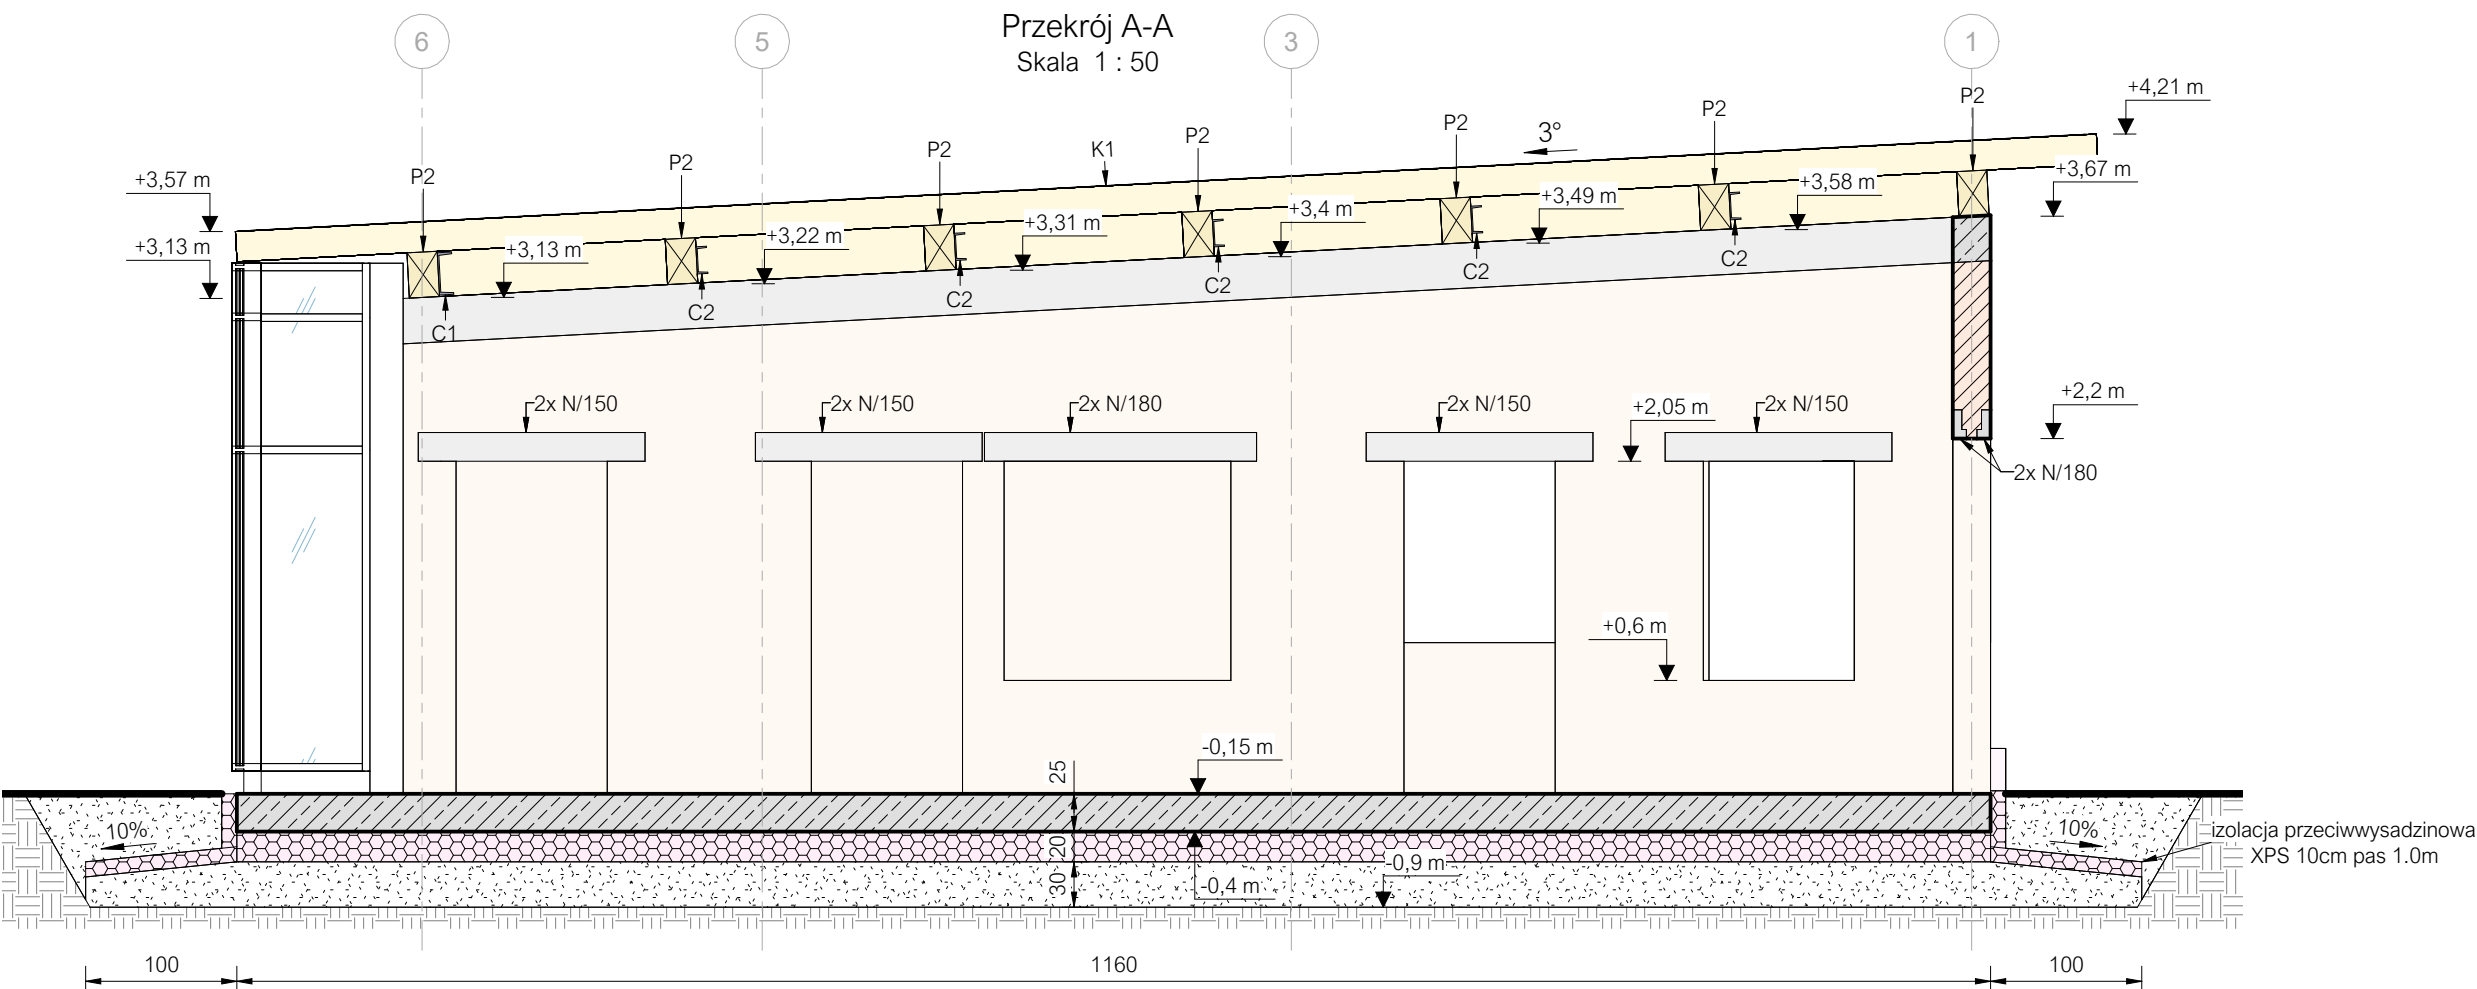 Przekrój A-A
Skala 1 : 50
6
5
3
1
+4,21 m
P2
P2
3°
P2
P2
K1
P2
P2
P2
+3,57 m
+3,67 m
+3,58 m
+3,49 m
+3,4 m
+3,31 m
+3,22 m
+3,13 m
+3,13 m
C2
C2
C2
C2
C2
C1
2x N/150
2x N/150
2x N/180
2x N/150
+2,05 m
2x N/150
+2,2 m
2x N/180
+0,6 m
-0,15 m
25
20
30
10%
10%
-0,9 m
-0,4 m
izolacja przeciwwysadzinowa
XPS 10cm pas 1.0m
100
1160
100